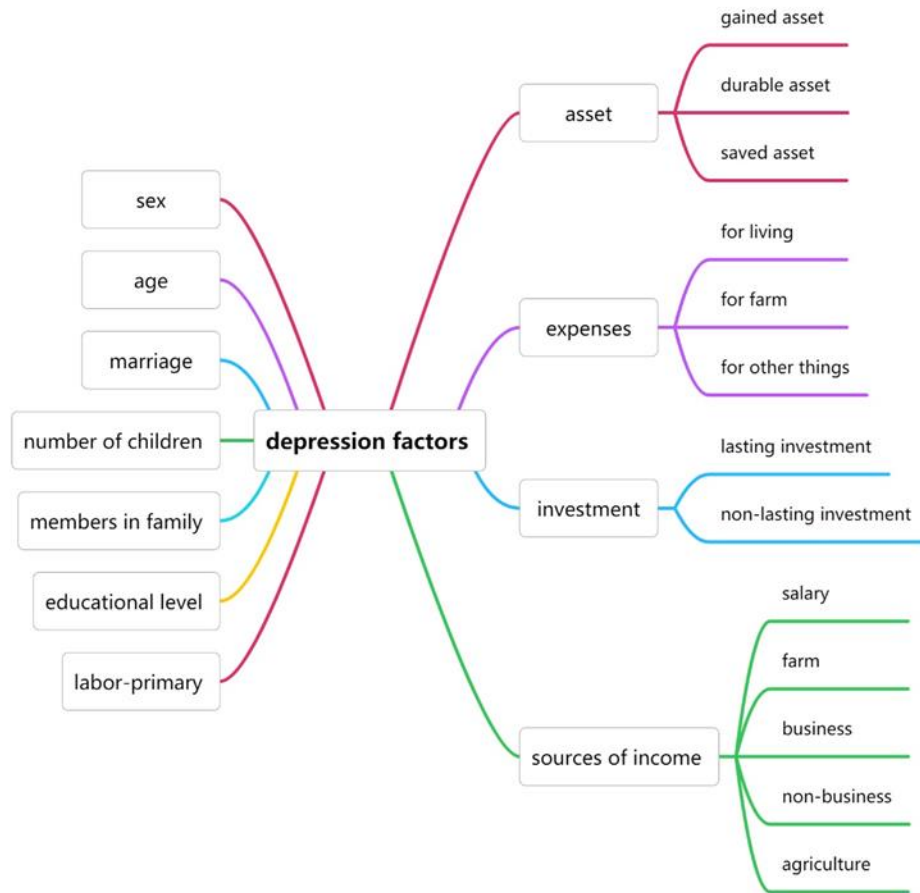 sex
age
marriage
number of children
members in family
educational level
labor-primary
depression factors
asset
gained asset
durable asset
saved asset
expenses
for living
for farm
for other things
investment
lasting investment
non-lasting investment
sources of income
salary
farm
business
non-business
agriculture